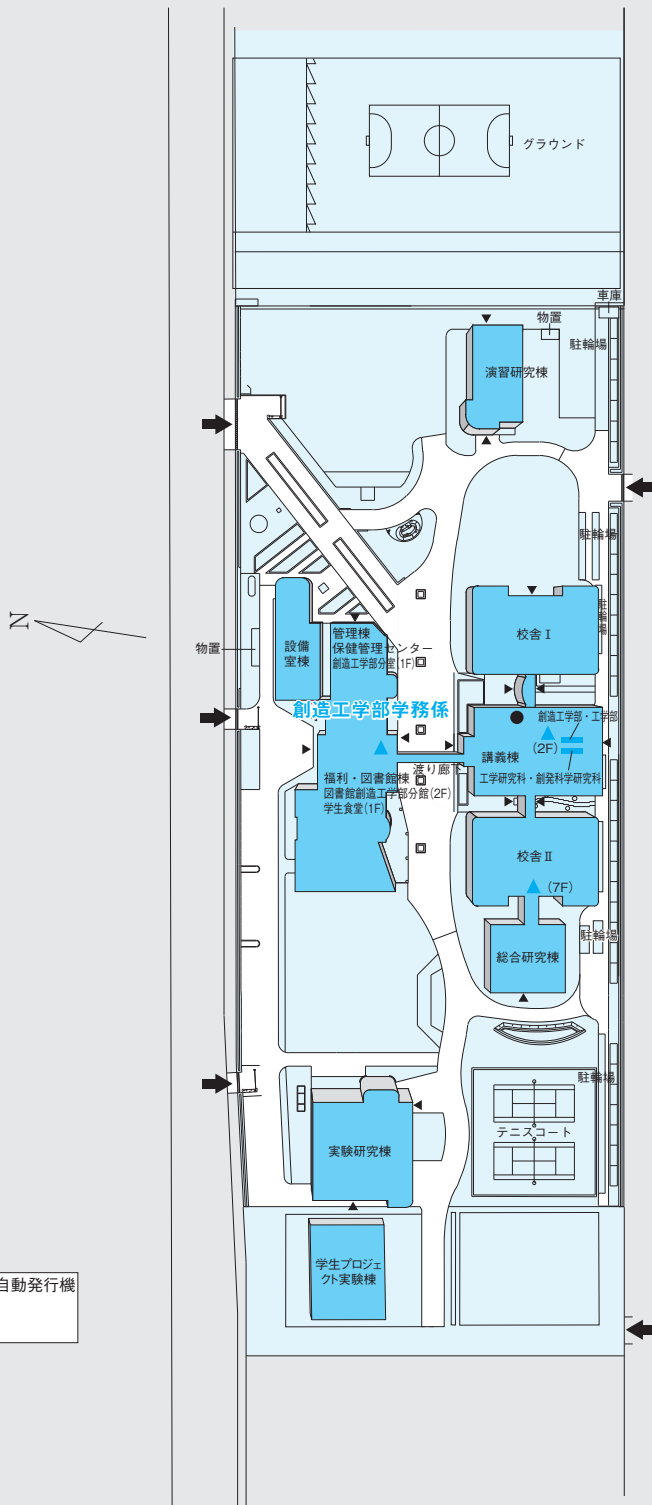 グラウンド
車庫
物置
駐輪場
演習研究棟
駐輪場
駐輪場
校舎Ⅰ
N
物置
設備
室棟
管理棟
保健管理センター
創造工学部分室(1F)
創造工学部学務係
創造工学部・工学部
(2F)
講義棟
工学研究科・創発科学研究科
渡り廊下
福利・図書館棟
図書館創造工学部分館(2F)
学生食堂(1F)
校舎Ⅱ
(7F)
駐輪場
総合研究棟
駐輪場
テニスコート
実験研究棟
学生プロジェ
クト実験棟
自動発行機